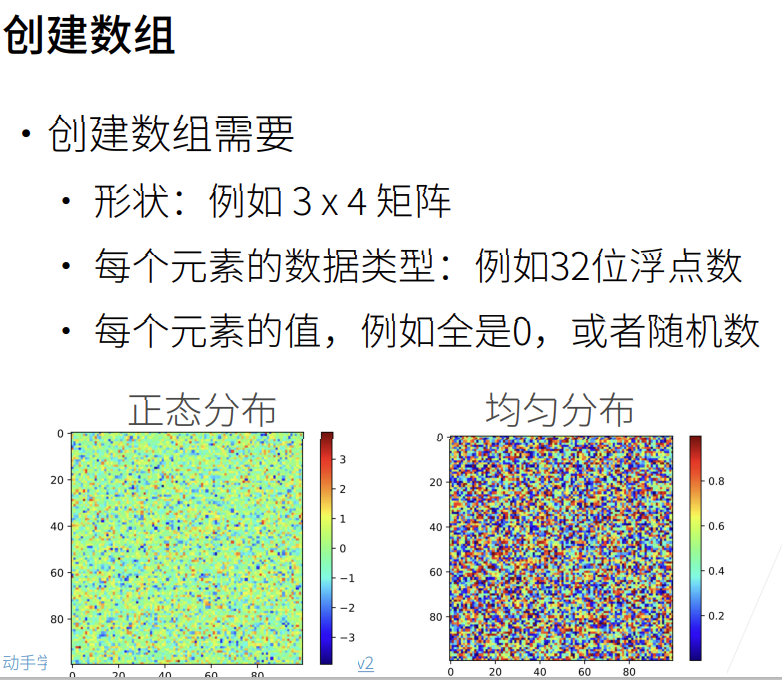 创建数组
• 创建数组需要
• 形状：例如 3 x 4 矩阵
• 每个元素的数据类型：例如32位浮点数
• 每个元素的值，例如全是0，或者随机数
正态分布
均匀分布
0
20
40
60
80
0 20 40 60 80
3
2
1
0
−1
−2
−3
0
20
40
60
80
0 20 40 60 80
0.8
0.6
0.4
0.2
动手学
v2